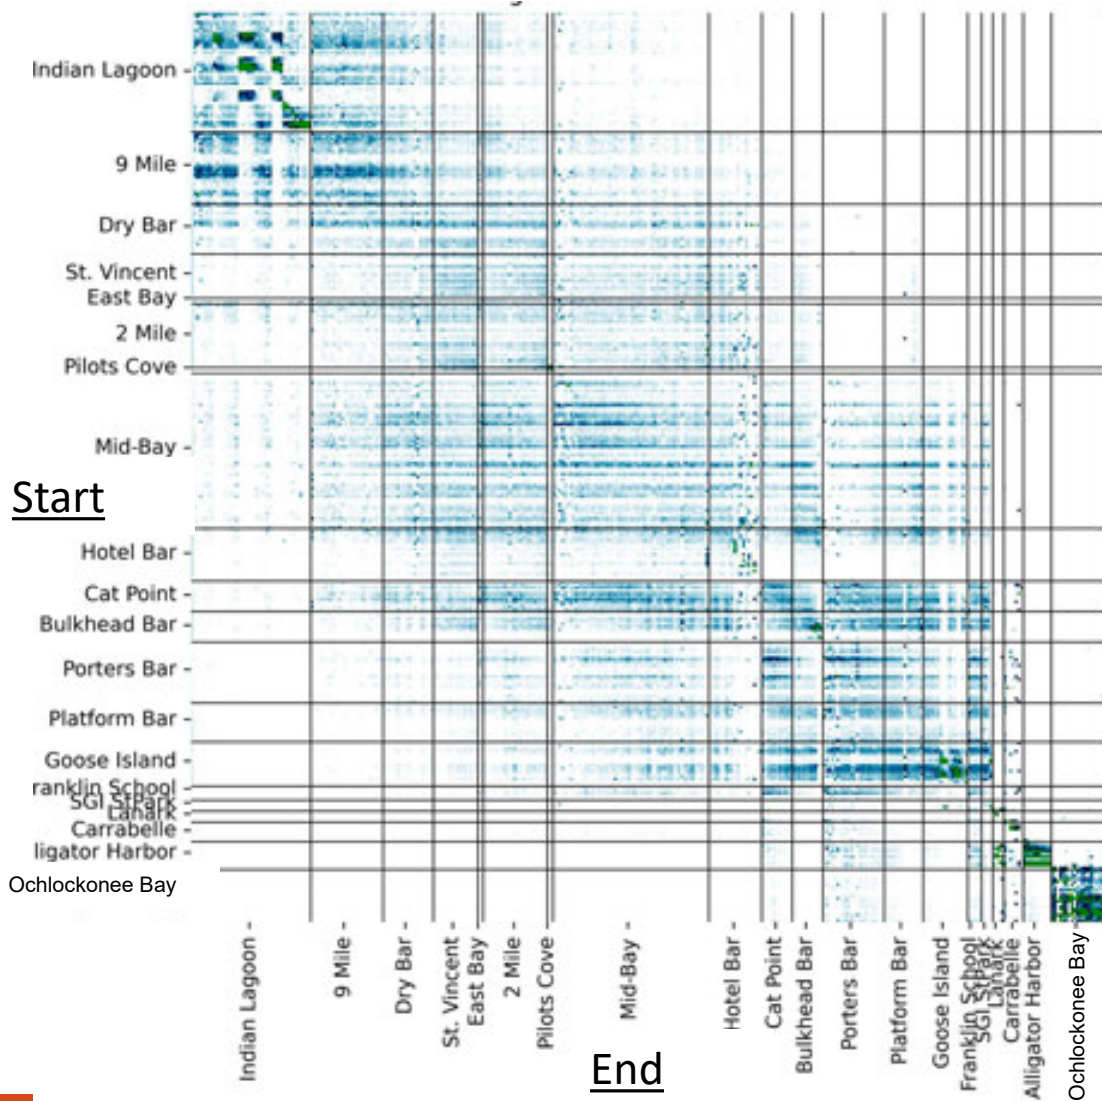 Indian Lagoon
9 Mile
Dry Bar
St. Vincent
East Bay
2 Mile
Pilots Cove
Mid-Bay
Start
Hotel Bar
Cat Point
Bulkhead Bar
Porters Bar
Platform Bar
Goose Island
ranklin School
SGI StPark
Lanark
Carrabelle
ligator Harbor
Ochlockonee Bay
Indian Lagoon
9 Mile
Dry Bar
St. Vincent
East Bay
2 Mile
Pilots Cove
Mid-Bay
Hotel Bar
Cat Point
Bulkhead Bar
Porters Bar
Platform Bar
Goose Island
Franklin School
SGI StPark
Lanark
Carrabelle
Alligator Harbor
Ochlockonee Bay
End